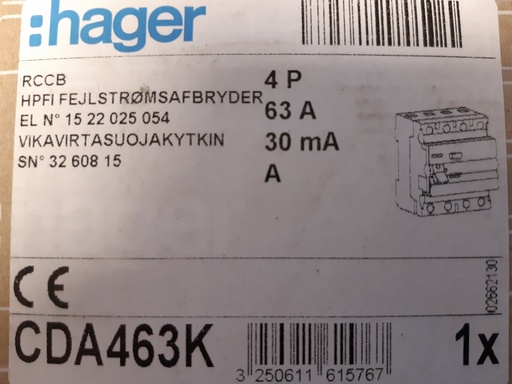 :hager
RCCB 4 P
HPFI FEJLSTRØMSAFBRYDER 63 A
EL N° 15 22 025 054
VIKAVIRTASUOJAKYTKIN 30 mA
SN° 32 608 15 A
02662130
CE
CDA463K 1x
3 250611 615767